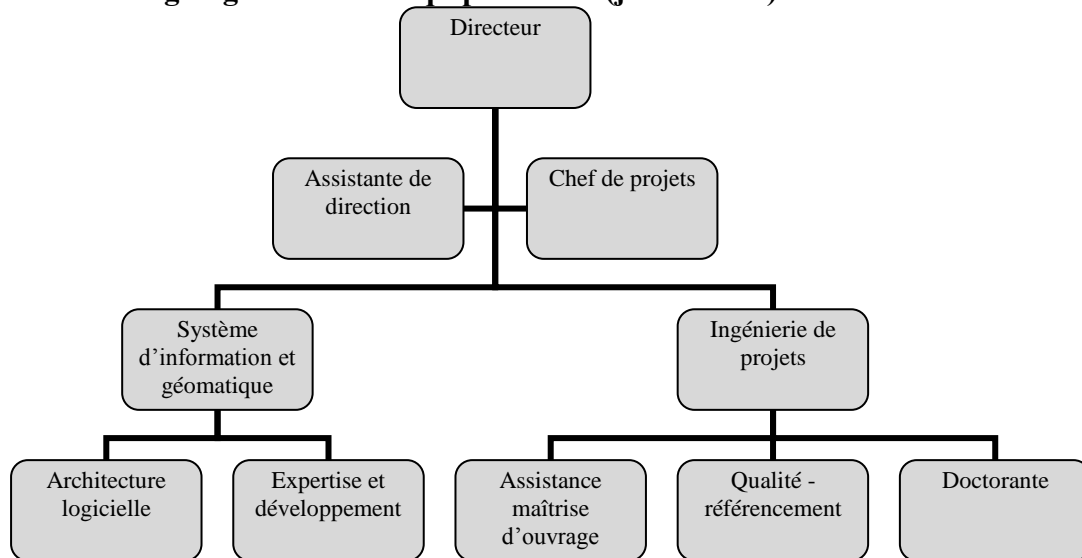 Directeur
Assistante de
direction
Chef de projets
Système
d'information et
géomatique
Ingénierie de
projets
Architecture
logicielle
Expertise et
développement
Assistance
maîtrise
d'ouvrage
Qualité -
référencement
Doctorante